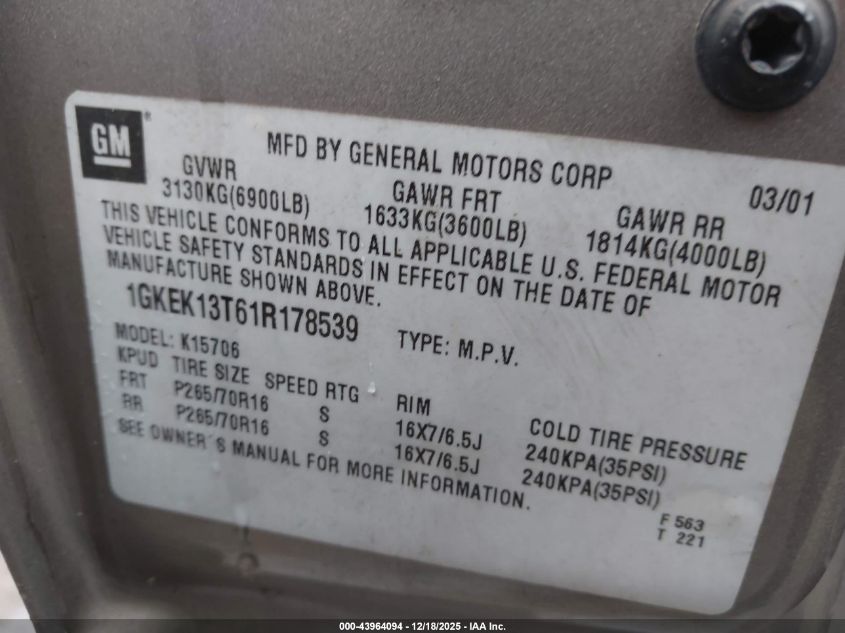 GM®
MFD BY GENERAL MOTORS CORP
03/01
GVWR
GAWR FRT
GAWR RR
3130KG(6900LB)
1633KG(3600LB)
1814KG(4000LB)
THIS VEHICLE CONFORMS TO ALL APPLICABLE U.S. FEDERAL MOTOR
VEHICLE SAFETY STANDARDS IN EFFECT ON THE DATE OF
MANUFACTURE SHOWN ABOVE.
1GKEK13T61R178539
TYPE: M.P.V.
MODEL: K15706
KPUD TIRE SIZE SPEED RTG RIM COLD TIRE PRESSURE
FRT P265/70R16 S 16X7/6.5J 240KPA(35PSI)
RR P265/70R16 S 16X7/6.5J 240KPA(35PSI)
SEE OWNER´S MANUAL FOR MORE INFORMATION.
F 563
T 221
000-43964094 - 12/18/2025 - IAA Inc.